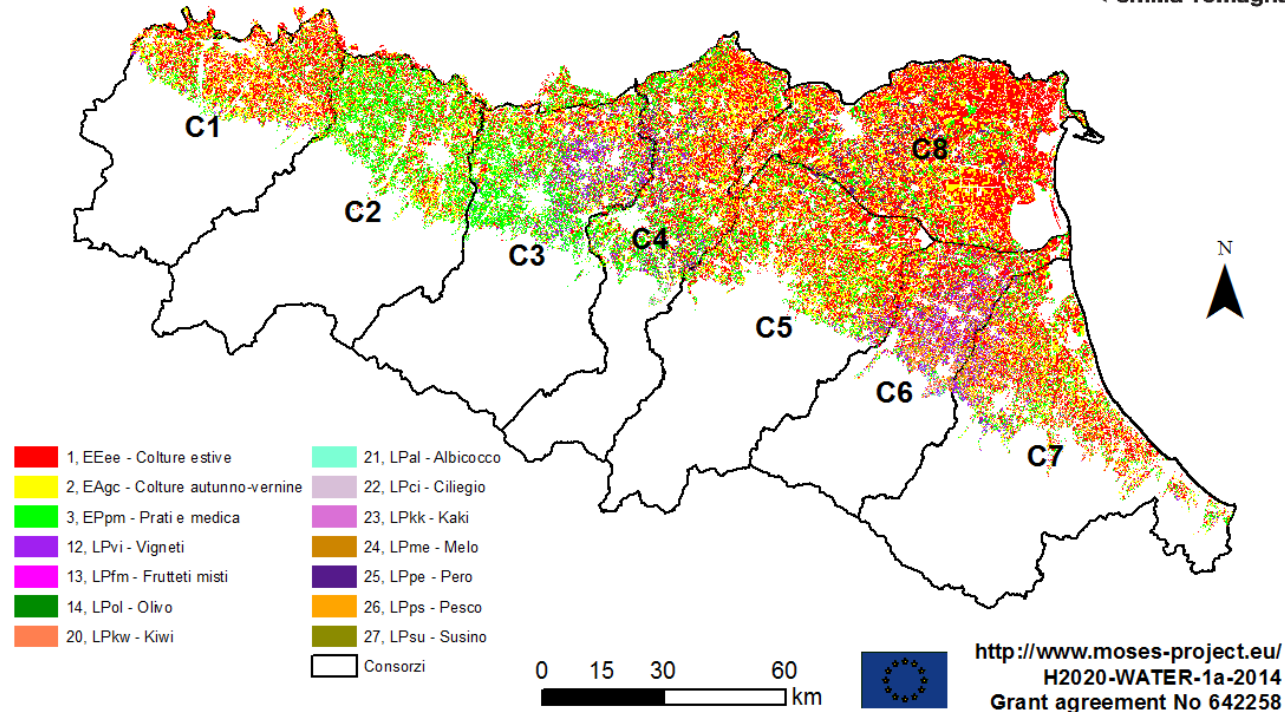 C1
C2
C3
C4
C5
C6
C7
C8
N
1, EEee - Colture estive
2, EAgc - Colture autunno-vernine
3, EPpm - Prati e medica
12, LPvi - Vigneti
13, LPfm - Frutteti misti
14, LPol - Olivo
20, LPkw - Kiwi
21, LPal - Albicocco
22, LPci - Ciliegio
23, LPkk - Kaki
24, LPme - Melo
25, LPpe - Pero
26, LPps - Pesco
27, LPsu - Susino
Consorzi
0 15 30 60
km
http://www.moses-project.eu/
H2020-WATER-1a-2014
Grant agreement No 642258